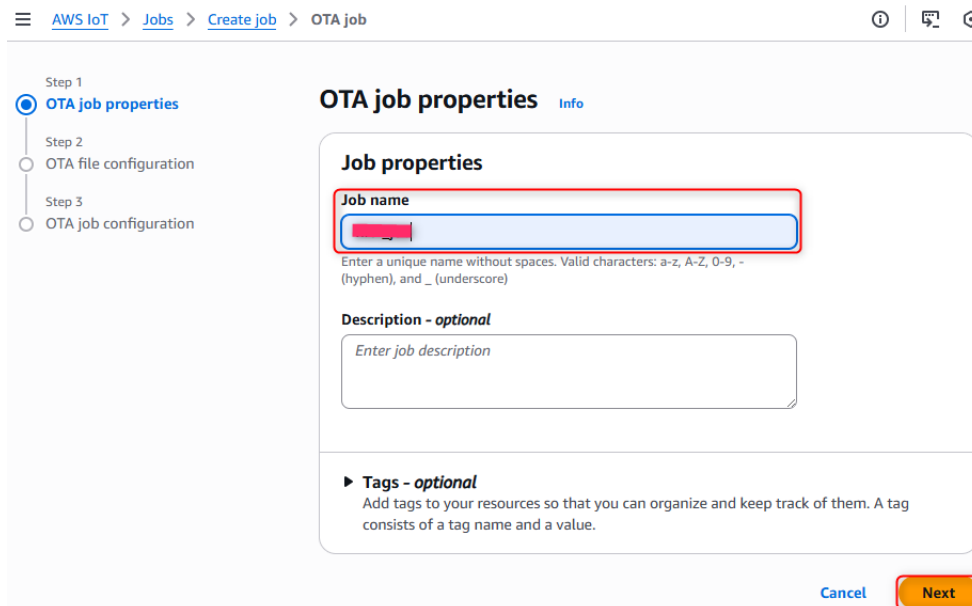 AWS IoT > Jobs > Create job > OTA job
Step 1
OTA job properties
Step 2
OTA file configuration
Step 3
OTA job configuration
OTA job properties Info
Job properties
Job name
Enter a unique name without spaces. Valid characters: a-z, A-Z, 0-9, -
(hyphen), and _ (underscore)
Description - optional
Enter job description
Tags - optional
Add tags to your resources so that you can organize and keep track of them. A tag
consists of a tag name and a value.
Cancel Next